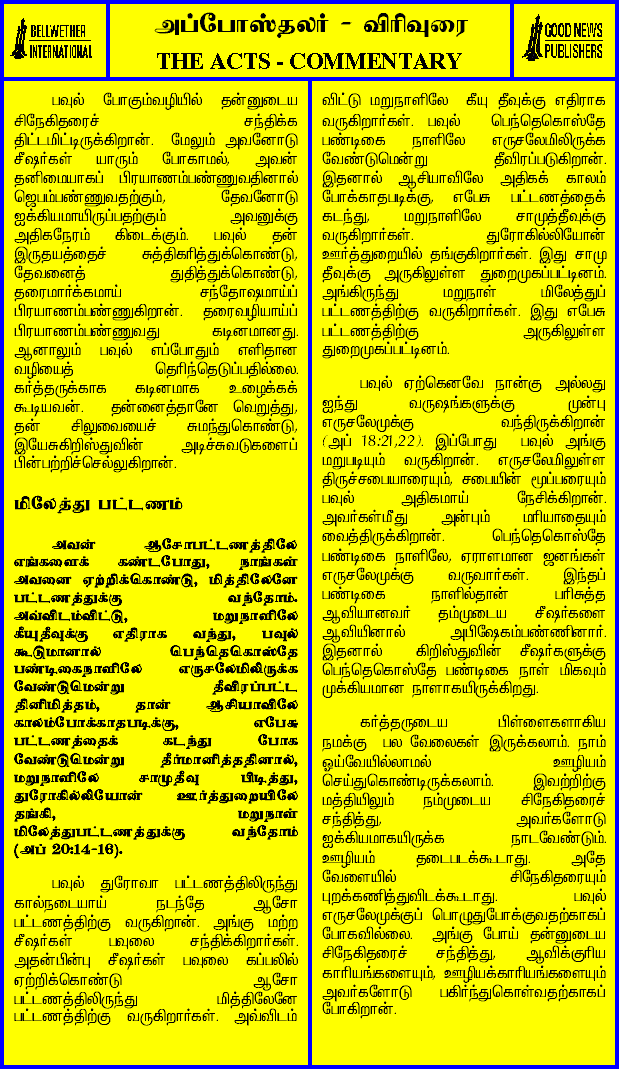 BELLWETHER
INTERNATIONAL
அப்போஸ்தலர் - விரிவுரை
THE ACTS - COMMENTARY
GOOD NEWS
PUBLISHERS
பவுல் போகும்வழியில் தன்னுடைய
சிநேகிதரைச் சந்திக்க
திட்டமிட்டிருக்கிறான். மேலும் அவனோடு
சீஷர்கள் யாரும் போகாமல், அவன்
தனிமையாகப் பிரயாணம்பண்ணுவதினால்
ஜெபம்பண்ணுவதற்கும், தேவனோடு
ஐக்கியமாயிருப்பதற்கும் அவனுக்கு
அதிகநேரம் கிடைக்கும். பவுல் தன்
இருதயத்தைச் சுத்திகரித்துக்கொண்டு,
தேவனைத் துதித்துக்கொண்டு,
தரைமார்க்கமாய் சந்தோஷமாய்ப்
பிரயாணம்பண்ணுகிறான். தரைவழியாய்ப்
பிரயாணம்பண்ணுவது கடினமானது.
ஆனாலும் பவுல் எப்போதும் எளிதான
வழியைத் தெரிந்தெடுப்பதில்லை.
கர்த்தருக்காக கடினமாக உழைக்கக்
கூடியவன். தன்னைத்தானே வெறுத்து,
தன் சிலுவையைச் சுமந்துகொண்டு,
இயேசுகிறிஸ்துவின் அடிச்சுவடுகளைப்
பின்பற்றிச்செல்லுகிறான்.
மிலேத்து பட்டணம்
அவன் ஆசோபட்டணத்திலே
எங்களைக் கண்டபோது, நாங்கள்
அவனை ஏற்றிக்கொண்டு, மித்திலேனே
பட்டணத்துக்கு வந்தோம்.
அவ்விடம்விட்டு, மறுநாளிலே
கீயுதீவுக்கு எதிராக வந்து, பவுல்
கூடுமானால் பெந்தெகொஸ்தே
பண்டிகைநாளிலே எருசலேமிலிருக்க
வேண்டுமென்று தீவிரப்பட்ட
தினிமித்தம், தான் ஆசியாவிலே
காலம்போக்காதபடிக்கு, எபேசு
பட்டணத்தைக் கடந்து போக
வேண்டுமென்று தீர்மானித்ததினால்,
மறுநாளிலே சாமுதீவு பிடித்து,
துரோகில்லியோன் ஊர்த்துறையிலே
தங்கி, மறுநாள்
மிலேத்துபட்டணத்துக்கு வந்தோம்
(அப் 20:14-16).
பவுல் துரோவா பட்டணத்திலிருந்து
கால்நடையாய் நடந்தே ஆசோ
பட்டணத்திற்கு வருகிறான். அங்கு மற்ற
சீஷர்கள் பவுலை சந்திக்கிறார்கள்.
அதன்பின்பு சீஷர்கள் பவுலை கப்பலில்
ஏற்றிக்கொண்டு ஆசோ
பட்டணத்திலிருந்து மித்திலேனே
பட்டணத்திற்கு வருகிறார்கள். அவ்விடம்
விட்டு மறுநாளிலே கீயு தீவுக்கு எதிராக
வருகிறார்கள். பவுல் பெந்தெகொஸ்தே
பண்டிகை நாளிலே எருசலேமிலிருக்க
வேண்டுமென்று தீவிரப்படுகிறான்.
இதனால் ஆசியாவிலே அதிகக் காலம்
போக்காதபடிக்கு, எபேசு பட்டணத்தைக்
கடந்து, மறுநாளிலே சாமுத்தீவுக்கு
வருகிறார்கள். துரோகில்லியோன்
ஊர்த்துறையில் தங்குகிறார்கள். இது சாமு
தீவுக்கு அருகிலுள்ள துறைமுகப்பட்டினம்.
அங்கிருந்து மறுநாள் மிலேத்துப்
பட்டணத்திற்கு வருகிறார்கள். இது எபேசு
பட்டணத்திற்கு அருகிலுள்ள
துறைமுகப்பட்டினம்.
பவுல் ஏற்கெனவே நான்கு அல்லது
ஐந்து வருஷங்களுக்கு முன்பு
எருசலேமுக்கு வந்திருக்கிறான்
(அப் 18:21,22). இப்போது பவுல் அங்கு
மறுபடியும் வருகிறான். எருசலேமிலுள்ள
திருச்சபையாரையும், சபையின் மூப்பரையும்
பவுல் அதிகமாய் நேசிக்கிறான்.
அவர்கள்மீது அன்பும் மரியாதையும்
வைத்திருக்கிறான். பெந்தெகொஸ்தே
பண்டிகை நாளிலே, ஏராளமான ஜனங்கள்
எருசலேமுக்கு வருவார்கள். இந்தப்
பண்டிகை நாளில்தான் பரிசுத்த
ஆவியானவர் தம்முடைய சீஷர்களை
ஆவியினால் அபிஷேகம்பண்ணினார்.
இதனால் கிறிஸ்துவின் சீஷர்களுக்கு
பெந்தெகொஸ்தே பண்டிகை நாள் மிகவும்
முக்கியமான நாளாகயிருக்கிறது.
கர்த்தருடைய பிள்ளைகளாகிய
நமக்கு பல வேலைகள் இருக்கலாம். நாம்
ஓய்வேயில்லாமல் ஊழியம்
செய்துகொண்டிருக்கலாம். இவற்றிற்கு
மத்தியிலும் நம்முடைய சிநேகிதரைச்
சந்தித்து, அவர்களோடு
ஐக்கியமாகயிருக்க நாடவேண்டும்.
ஊழியம் தடைபடக்கூடாது. அதே
வேளையில் சிநேகிதரையும்
புறக்கணித்துவிடக்கூடாது. பவுல்
எருசலேமுக்குப் பொழுதுபோக்குவதற்காகப்
போகவில்லை. அங்கு போய் தன்னுடைய
சிநேகிதரைச் சந்தித்து, ஆவிக்குரிய
காரியங்களையும், ஊழியக்காரியங்களையும்
அவர்களோடு பகிர்ந்துகொள்வதற்காகப்
போகிறான்.